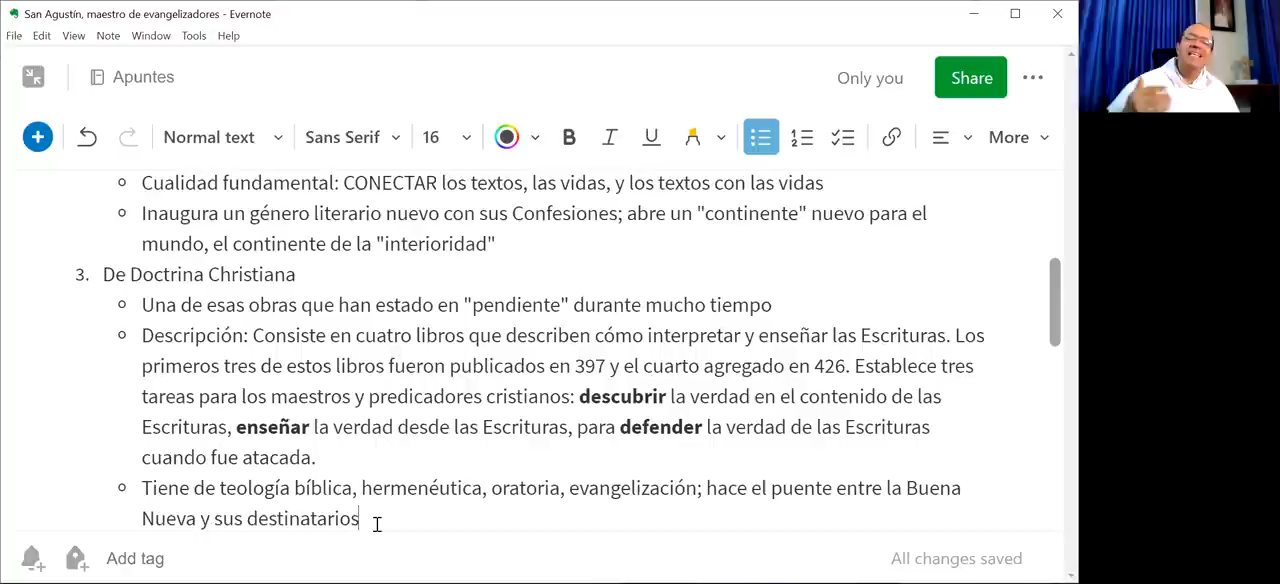 San Agustín, maestro de evangelizadores - Evernote
File Edit View Note Window Tools Help
Apuntes
Only you
Share
Normal text
Sans Serif
16
More
Cualidad fundamental: CONECTAR los textos, las vidas, y los textos con las vidas
Inaugura un género literario nuevo con sus Confesiones; abre un "continente" nuevo para el
mundo, el continente de la "interioridad"
3. De Doctrina Christiana
Una de esas obras que han estado en "pendiente" durante mucho tiempo
Descripción: Consiste en cuatro libros que describen cómo interpretar y enseñar las Escrituras. Los
primeros tres de estos libros fueron publicados en 397 y el cuarto agregado en 426. Establece tres
tareas para los maestros y predicadores cristianos: descubrir la verdad en el contenido de las
Escrituras, enseñar la verdad desde las Escrituras, para defender la verdad de las Escrituras
cuando fue atacada.
Tiene de teología bíblica, hermenéutica, oratoria, evangelización; hace el puente entre la Buena
Nueva y sus destinatarios
Add tag
All changes saved